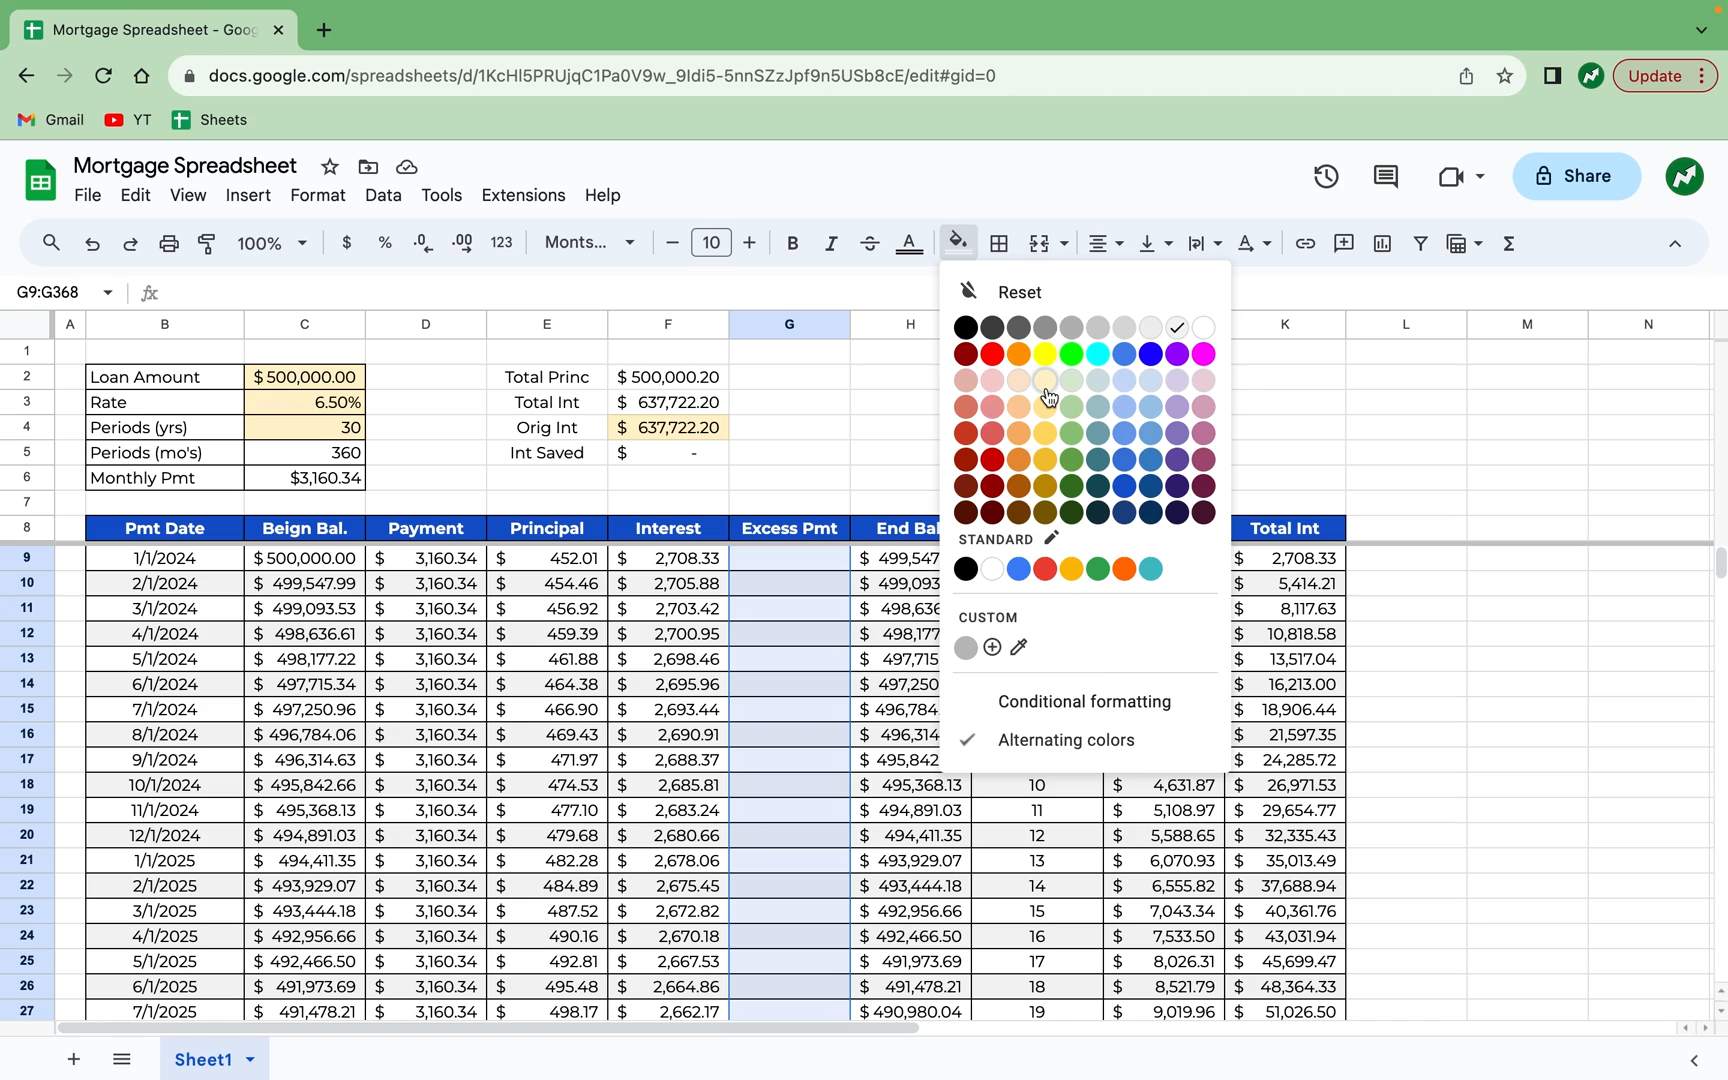 Mortgage Spreadsheet - Goog
docs.google.com/spreadsheets/d/1KcHl5PRUjqC1Pa0V9w_9Idi5-5nnSZzJpf9n5USb8cE/edit#gid=0
Update
Gmail YT Sheets
Mortgage Spreadsheet
File Edit View Insert Format Data Tools Extensions Help
Share
100% $ % .0 .00 123 Monts... 10 B I S A
G9:G368 fx
Reset
A B C D E F G H K L M N
1
2 Loan Amount $ 500,000.00 Total Princ $ 500,000.20
3 Rate 6.50% Total Int $ 637,722.20
4 Periods (yrs) 30 Orig Int $ 637,722.20
5 Periods (mo's) 360 Int Saved $ -
6 Monthly Pmt $3,160.34
7
8 Pmt Date Beign Bal. Payment Principal Interest Excess Pmt End Bal Total Int
STANDARD
9 1/1/2024 $ 500,000.00 $ 3,160.34 $ 452.01 $ 2,708.33 $ 499,547 $ 2,708.33
10 2/1/2024 $ 499,547.99 $ 3,160.34 $ 454.46 $ 2,705.88 $ 499,093 $ 5,414.21
11 3/1/2024 $ 499,093.53 $ 3,160.34 $ 456.92 $ 2,703.42 $ 498,636 $ 8,117.63
CUSTOM
12 4/1/2024 $ 498,636.61 $ 3,160.34 $ 459.39 $ 2,700.95 $ 498,177 $ 10,818.58
13 5/1/2024 $ 498,177.22 $ 3,160.34 $ 461.88 $ 2,698.46 $ 497,715 $ 13,517.04
14 6/1/2024 $ 497,715.34 $ 3,160.34 $ 464.38 $ 2,695.96 $ 497,250 $ 16,213.00
Conditional formatting
15 7/1/2024 $ 497,250.96 $ 3,160.34 $ 466.90 $ 2,693.44 $ 496,784 $ 18,906.44
16 8/1/2024 $ 496,784.06 $ 3,160.34 $ 469.43 $ 2,690.91 $ 496,314 $ 21,597.35
Alternating colors
17 9/1/2024 $ 496,314.63 $ 3,160.34 $ 471.97 $ 2,688.37 $ 495,842 $ 24,285.72
18 10/1/2024 $ 495,842.66 $ 3,160.34 $ 474.53 $ 2,685.81 $ 495,368.13 10 $ 4,631.87 $ 26,971.53
19 11/1/2024 $ 495,368.13 $ 3,160.34 $ 477.10 $ 2,683.24 $ 494,891.03 11 $ 5,108.97 $ 29,654.77
20 12/1/2024 $ 494,891.03 $ 3,160.34 $ 479.68 $ 2,680.66 $ 494,411.35 12 $ 5,588.65 $ 32,335.43
21 1/1/2025 $ 494,411.35 $ 3,160.34 $ 482.28 $ 2,678.06 $ 493,929.07 13 $ 6,070.93 $ 35,013.49
22 2/1/2025 $ 493,929.07 $ 3,160.34 $ 484.89 $ 2,675.45 $ 493,444.18 14 $ 6,555.82 $ 37,688.94
23 3/1/2025 $ 493,444.18 $ 3,160.34 $ 487.52 $ 2,672.82 $ 492,956.66 15 $ 7,043.34 $ 40,361.76
24 4/1/2025 $ 492,956.66 $ 3,160.34 $ 490.16 $ 2,670.18 $ 492,466.50 16 $ 7,533.50 $ 43,031.94
25 5/1/2025 $ 492,466.50 $ 3,160.34 $ 492.81 $ 2,667.53 $ 491,973.69 17 $ 8,026.31 $ 45,699.47
26 6/1/2025 $ 491,973.69 $ 3,160.34 $ 495.48 $ 2,664.86 $ 491,478.21 18 $ 8,521.79 $ 48,364.33
27 7/1/2025 $ 491,478.21 $ 3,160.34 $ 498.17 $ 2,662.17 $ 490,980.04 19 $ 9,019.96 $ 51,026.50
Sheet1